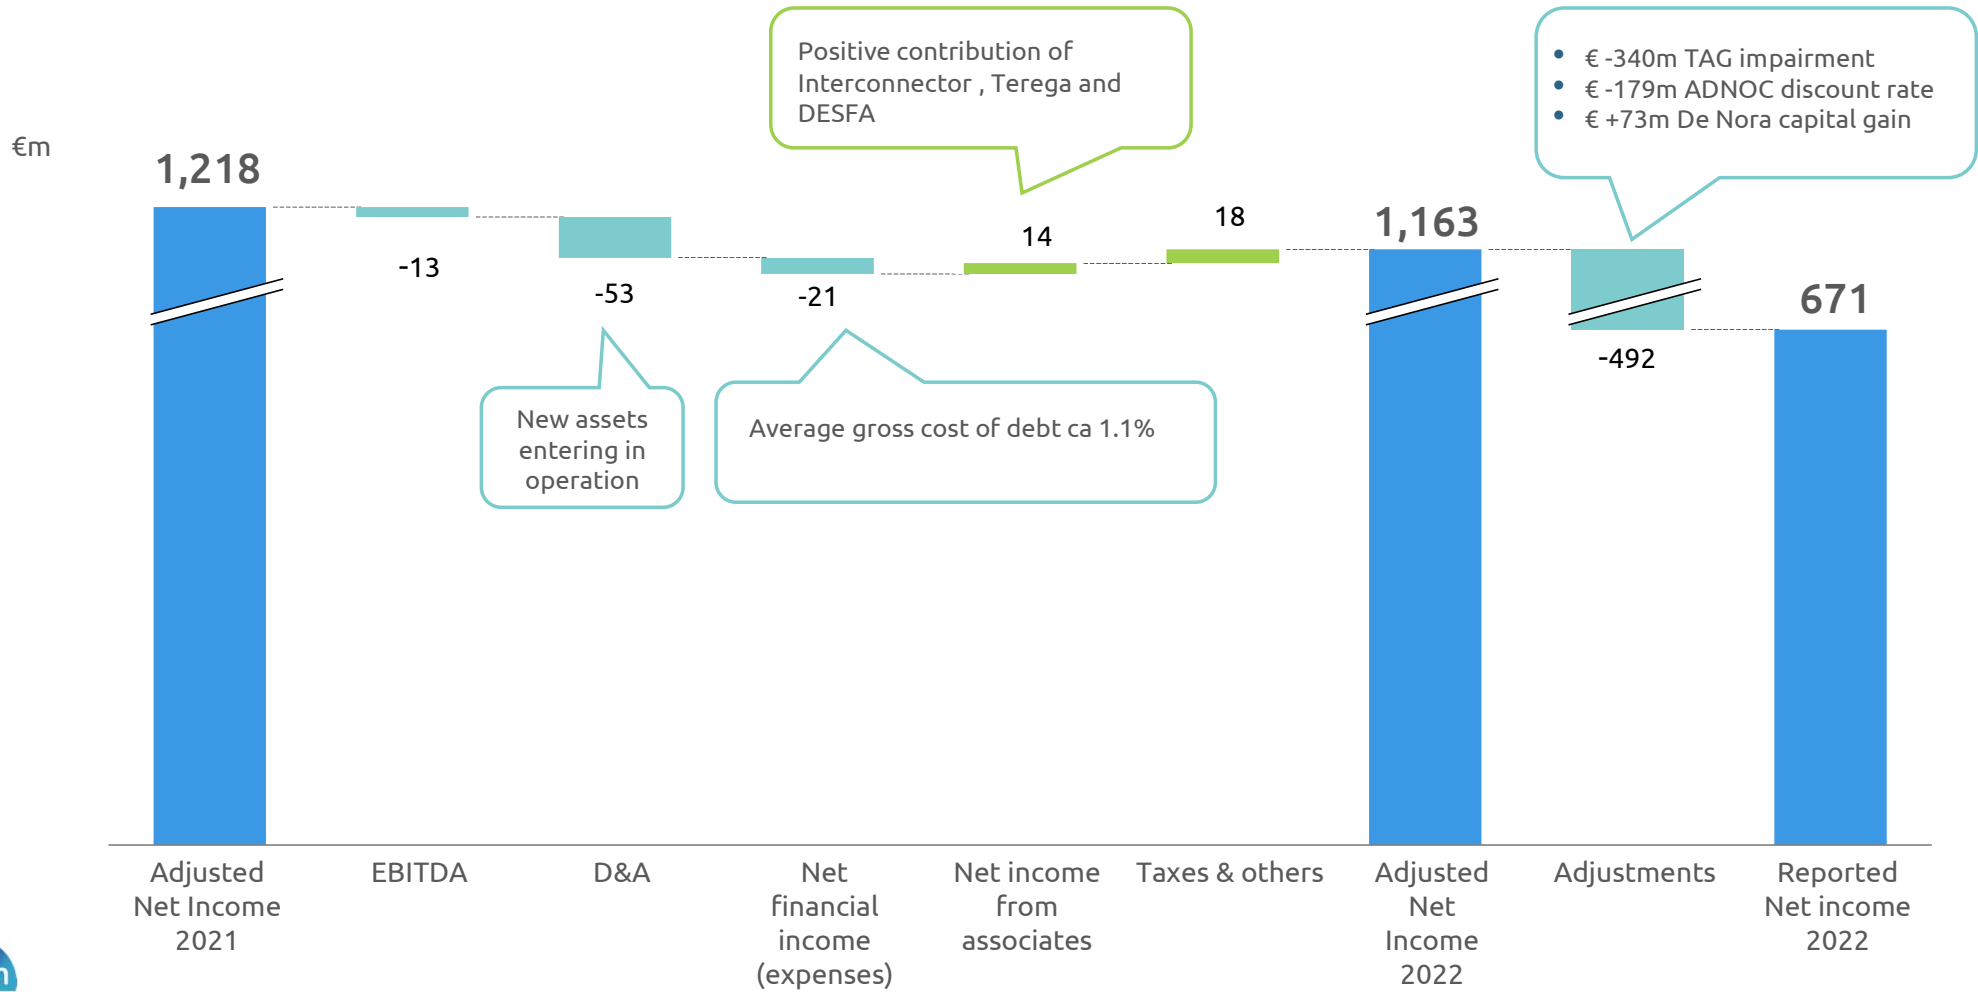 Positive contribution of
Interconnector , Terega and
DESFA
• € -340m TAG impairment
• € -179m ADNOC discount rate
• € +73m De Nora capital gain
€m
1,218
-13
-53
-21
14
18
1,163
-492
671
New assets
entering in
operation
Average gross cost of debt ca 1.1%
Adjusted
Net Income
2021
EBITDA
D&A
Net
financial
income
(expenses)
Net income
from
associates
Taxes & others
Adjusted
Net
Income
2022
Adjustments
Reported
Net income
2022